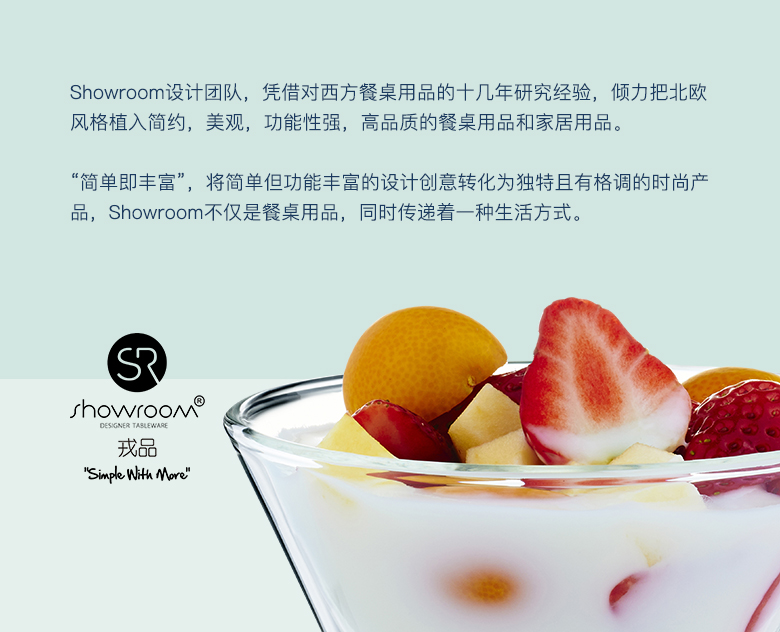 Showroom设计团队，凭借对西方餐桌用品的十几年研究经验，倾力把北欧
风格植入简约，美观，功能性强，高品质的餐桌用品和家居用品。
“简单即丰富”，将简单但功能丰富的设计创意转化为独特且有格调的时尚产
品，Showroom不仅是餐桌用品，同时传递着一种生活方式。
SR
showroom®
DESIGNER TABLEWARE
戎品
"Simple With More"